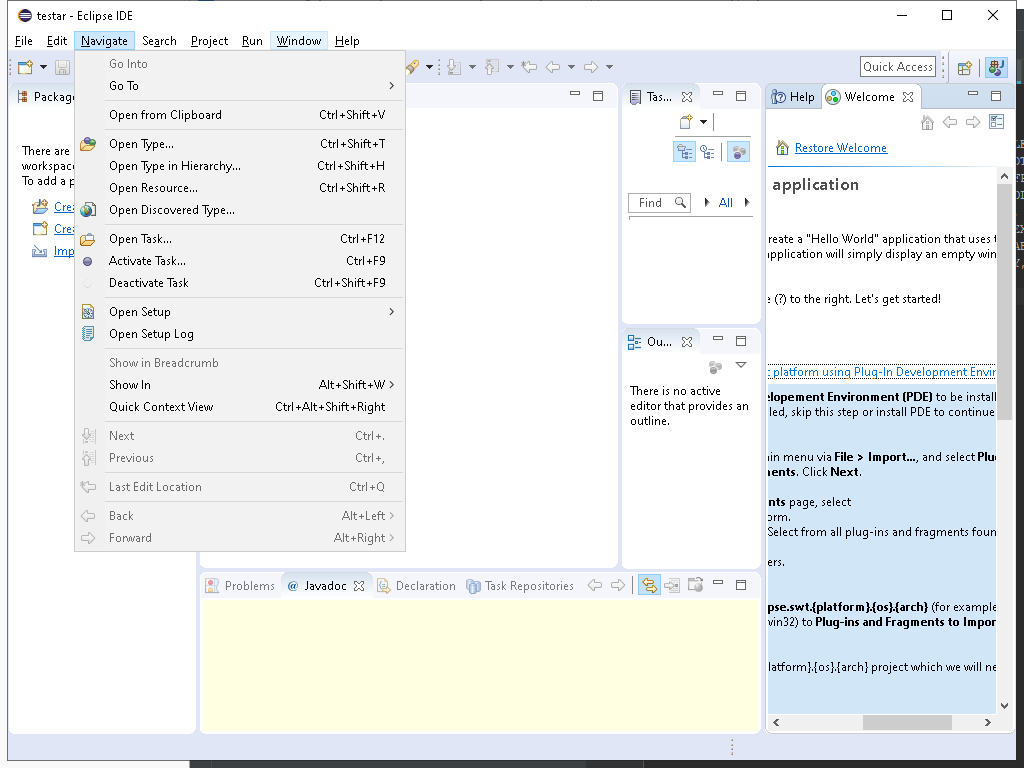 testar - Eclipse IDE
File Edit Navigate Search Project Run Window Help
Quick Access
Go Into
Go To
Open from Clipboard Ctrl+Shift+V
Open Type... Ctrl+Shift+T
Open Type in Hierarchy... Ctrl+Shift+H
Open Resource... Ctrl+Shift+R
Open Discovered Type...
Open Task... Ctrl+F12
Activate Task... Ctrl+F9
Deactivate Task Ctrl+Shift+F9
Open Setup
Open Setup Log
Show in Breadcrumb
Show In Alt+Shift+W
Quick Context View Ctrl+Alt+Shift+Right
Next Ctrl+.
Previous Ctrl+,
Last Edit Location Ctrl+Q
Back Alt+Left
Forward Alt+Right
Packag
There are
workspac
To add a p
Crea
Crea
Imp
Tas...
Find All
Ou...
There is no active
editor that provides an
outline.
Help Welcome
Restore Welcome
application
reate a "Hello World" application that uses t
pplication will simply display an empty win
e (?) to the right. Let's get started!
t platform using Plug-In Development Envir
elopement Environment (PDE) to be install
led, skip this step or install PDE to continue
in menu via File > Import..., and select Plu
nents. Click Next.
nts page, select
orm.
Select from all plug-ins and fragments foun
ers.
pse.swt.{platform}.{os}.{arch} (for example
win32) to Plug-ins and Fragments to Impor
latform}.{os}.{arch} project which we will ne
Problems Javadoc Declaration Task Repositories